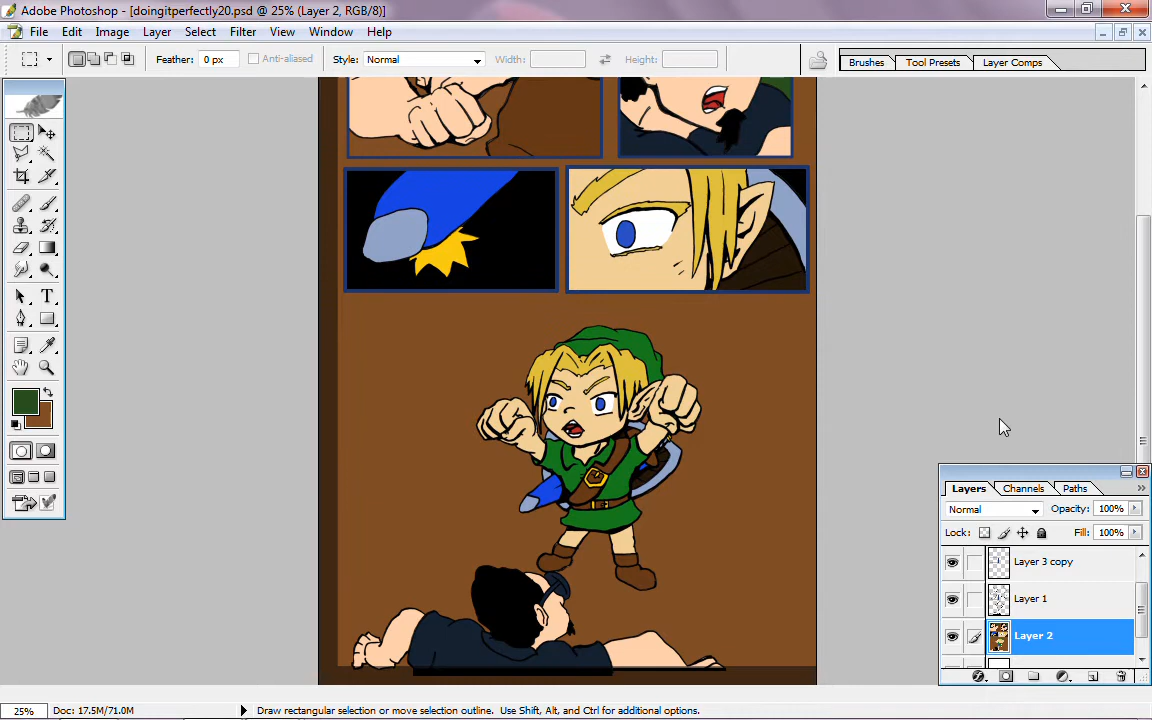 Adobe Photoshop - [doingitperfectly20.psd @ 25% (Layer 2, RGB/8)]
File Edit Image Layer Select Filter View Window Help
Feather: 0 px Anti-aliased Style: Normal Width: Height: Brushes Tool Presets Layer Comps
T
Layers Channels Paths
Normal Opacity: 100%
Lock: Fill: 100%
Layer 3 copy
Layer 1
Layer 2
25% Doc: 17.5M/71.0M Draw rectangular selection or move selection outline. Use Shift, Alt, and Ctrl for additional options.